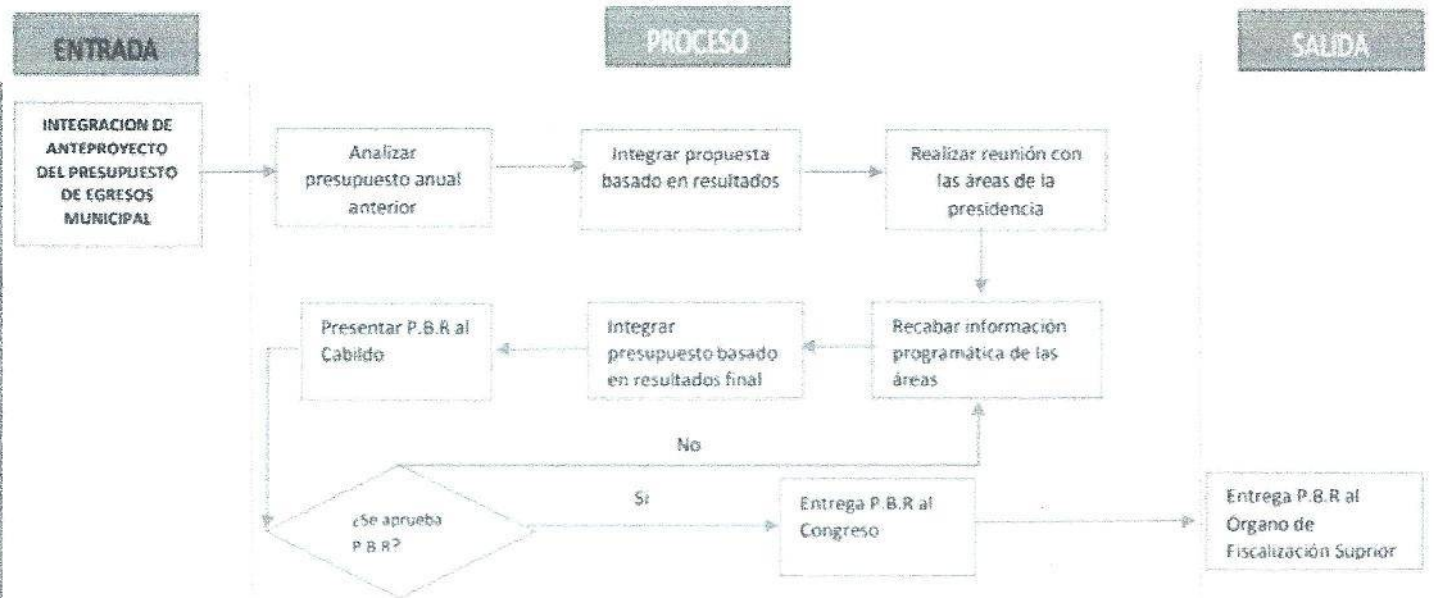 ENTRADA
PROCESO
SALIDA
INTEGRACION DE
ANTEPROYECTO
DEL PRESUPUESTO
DE EGRESOS
MUNICIPAL
Analizar
presupuesto anual
anterior
Integrar propuesta
basado en resultados
Realizar reunión con
las áreas de la
presidencia
Presentar P.B.R al
Cabildo
Integrar
presupuesto basado
en resultados final
Recabar información
programática de las
áreas
No
¿Se aprueba
P.B.R?
Si
Entrega P.B.R al
Congreso
Entrega P.B.R al
Órgano de
Fiscalización Suprior